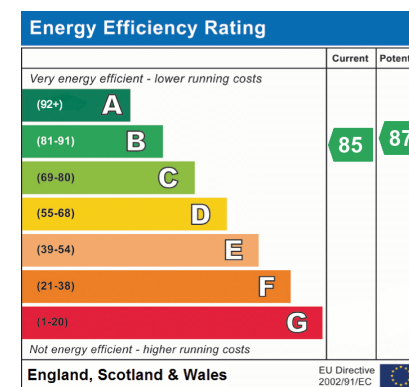 Energy Efficiency Rating
Current Potent
Very energy efficient - lower running costs
(92+) A
(81-91) B
85 87
(69-80) C
(55-68) D
(39-54) E
(21-38) F
(1-20) G
Not energy efficient - higher running costs
England, Scotland & Wales
EU Directive
2002/91/EC